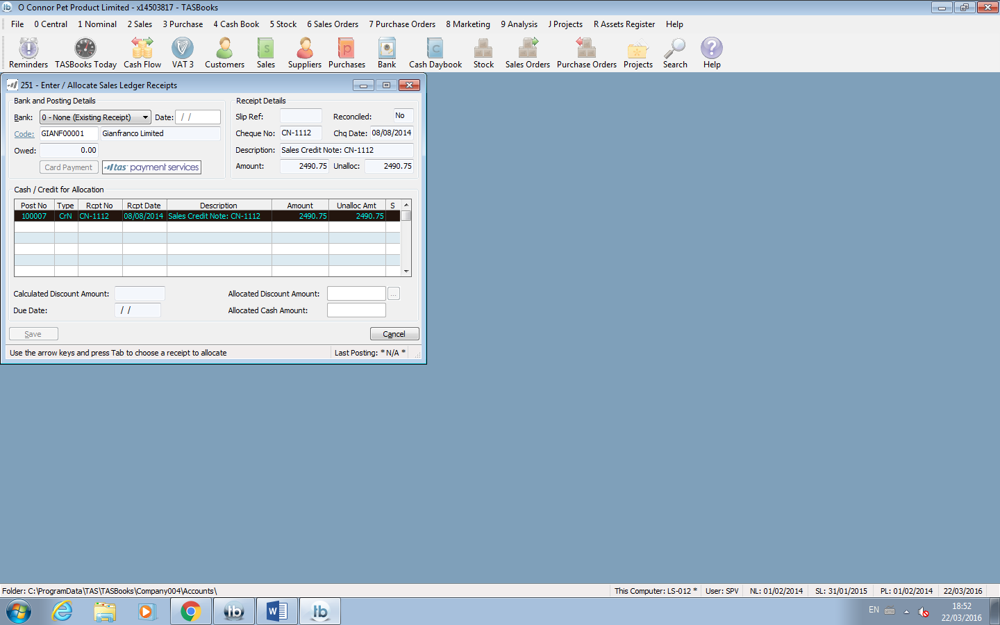 O Connor Pet Product Limited - x14503817 - TASBooks
File 0 Central 1 Nominal 2 Sales 3 Purchase 4 Cash Book 5 Stock 6 Sales Orders 7 Purchase Orders 8 Marketing 9 Analysis J Projects R Assets Register Help
Reminders TASBooks Today Cash Flow VAT 3 Customers Sales Suppliers Purchases Bank Cash Daybook Stock Sales Orders Purchase Orders Projects Search Help
251 - Enter / Allocate Sales Ledger Receipts
Bank and Posting Details
Bank: 0 - None (Existing Receipt) Date: / /
Code: GIANF00001 Gianfranco Limited
Owed: 0.00
Card Payment tas payment services
Receipt Details
Slip Ref: Reconciled: No
Cheque No: CN-1112 Chq Date: 08/08/2014
Description: Sales Credit Note: CN-1112
Amount: 2490.75 Unalloc: 2490.75
Cash / Credit for Allocation
Post No Type Rcpt No Rcpt Date Description Amount Unalloc Amt S
100007 CrN CN-1112 08/08/2014 Sales Credit Note: CN-1112 2490.75 2490.75
Calculated Discount Amount: Allocated Discount Amount: ...
Due Date: / / Allocated Cash Amount:
Save Cancel
Use the arrow keys and press Tab to choose a receipt to allocate Last Posting: * N/A *
Folder: C:\ProgramData\TAS\TASBooks\Company004\Accounts\ This Computer: LS-012 * User: SPV NL: 01/02/2014 SL: 31/01/2015 PL: 01/02/2014 22/03/2016
EN 18:52
22/03/2016